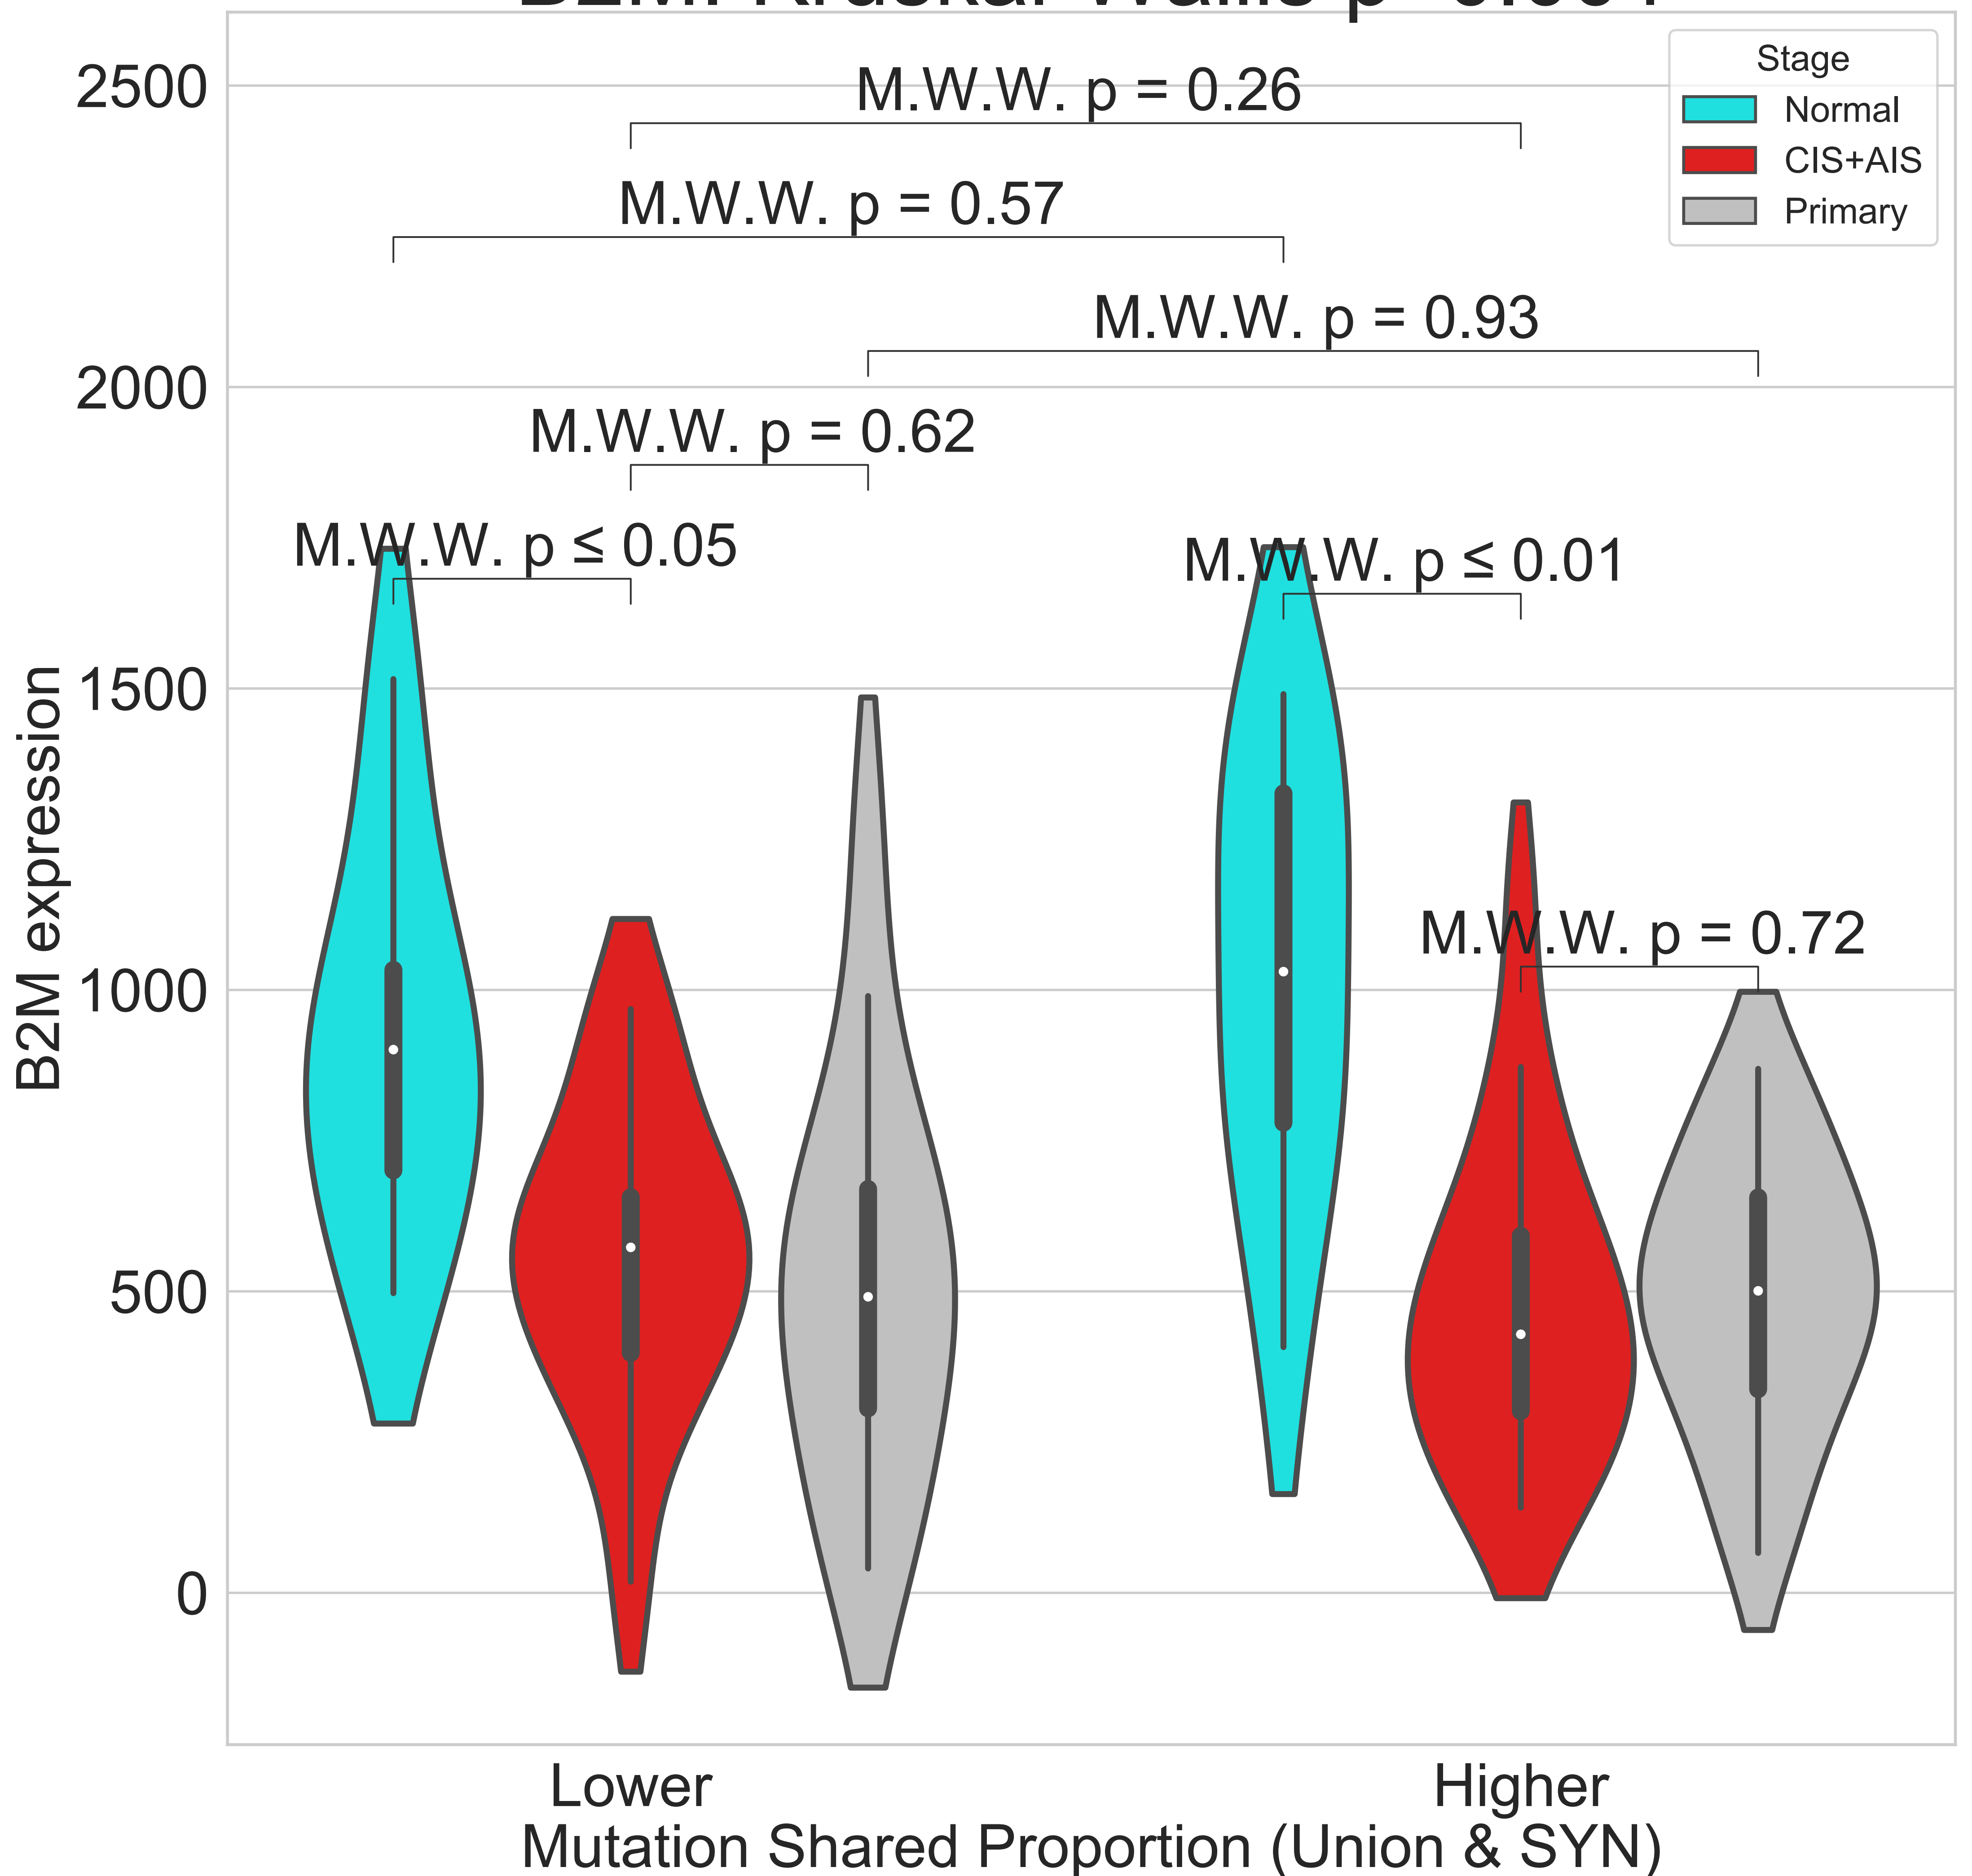 2500
2000
1500
1000
500
0
B2M expression
Stage
Normal
CIS+AIS
Primary
M.W.W. p = 0.26
M.W.W. p = 0.57
M.W.W. p = 0.93
M.W.W. p = 0.62
M.W.W. p ≤ 0.05
M.W.W. p ≤ 0.01
M.W.W. p = 0.72
Lower
Higher
Mutation Shared Proportion (Union & SYN)